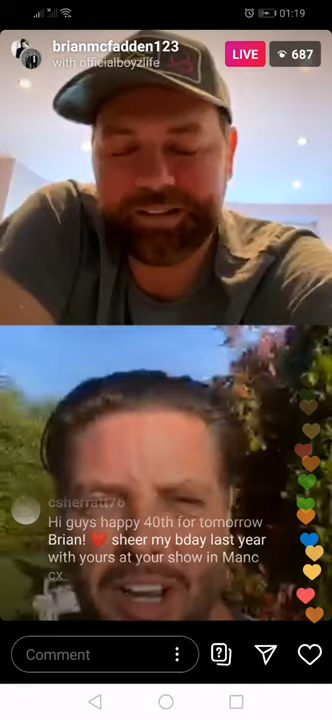 01:19
brianmcfadden123
with officialboyzlife
LIVE
687
csherratt76
Hi guys happy 40th for tomorrow
Brian! ❤️ sheer my bday last year
with yours at your show in Manc
cx
Comment